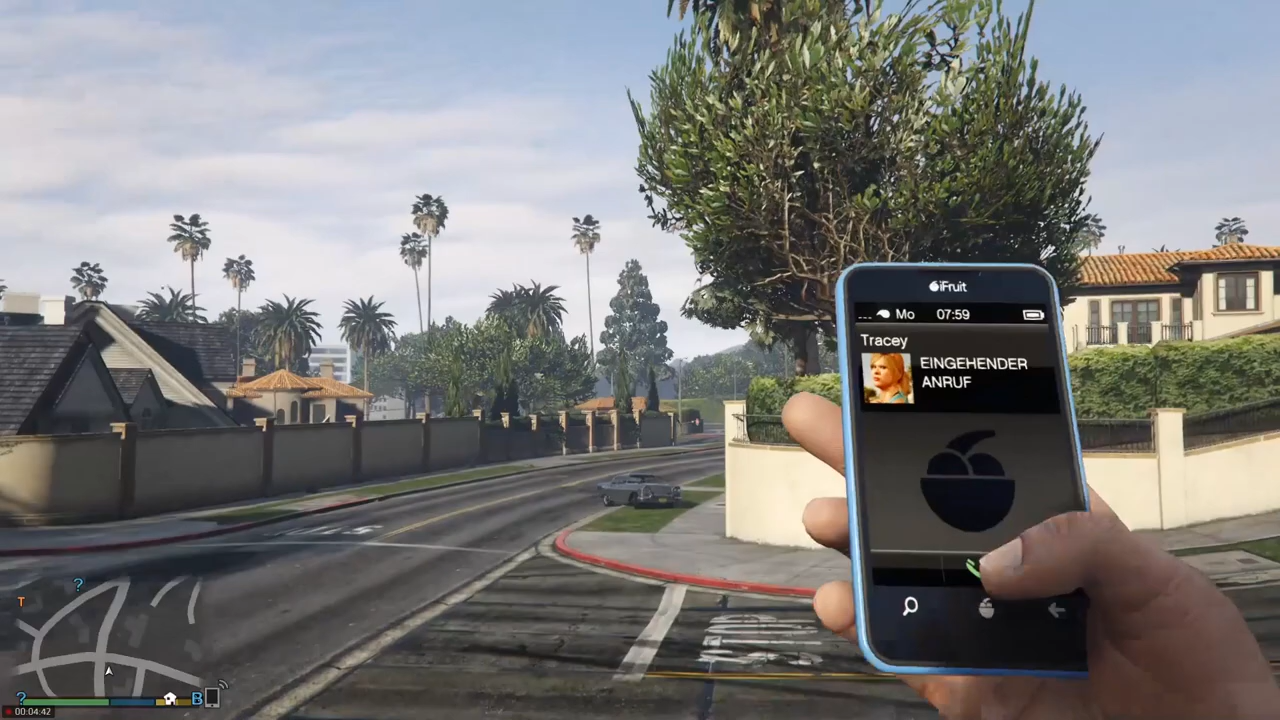 iFruit
Mo 07:59
Tracey
EINGEHENDER
ANRUF
?
T
?
B
00:04:42